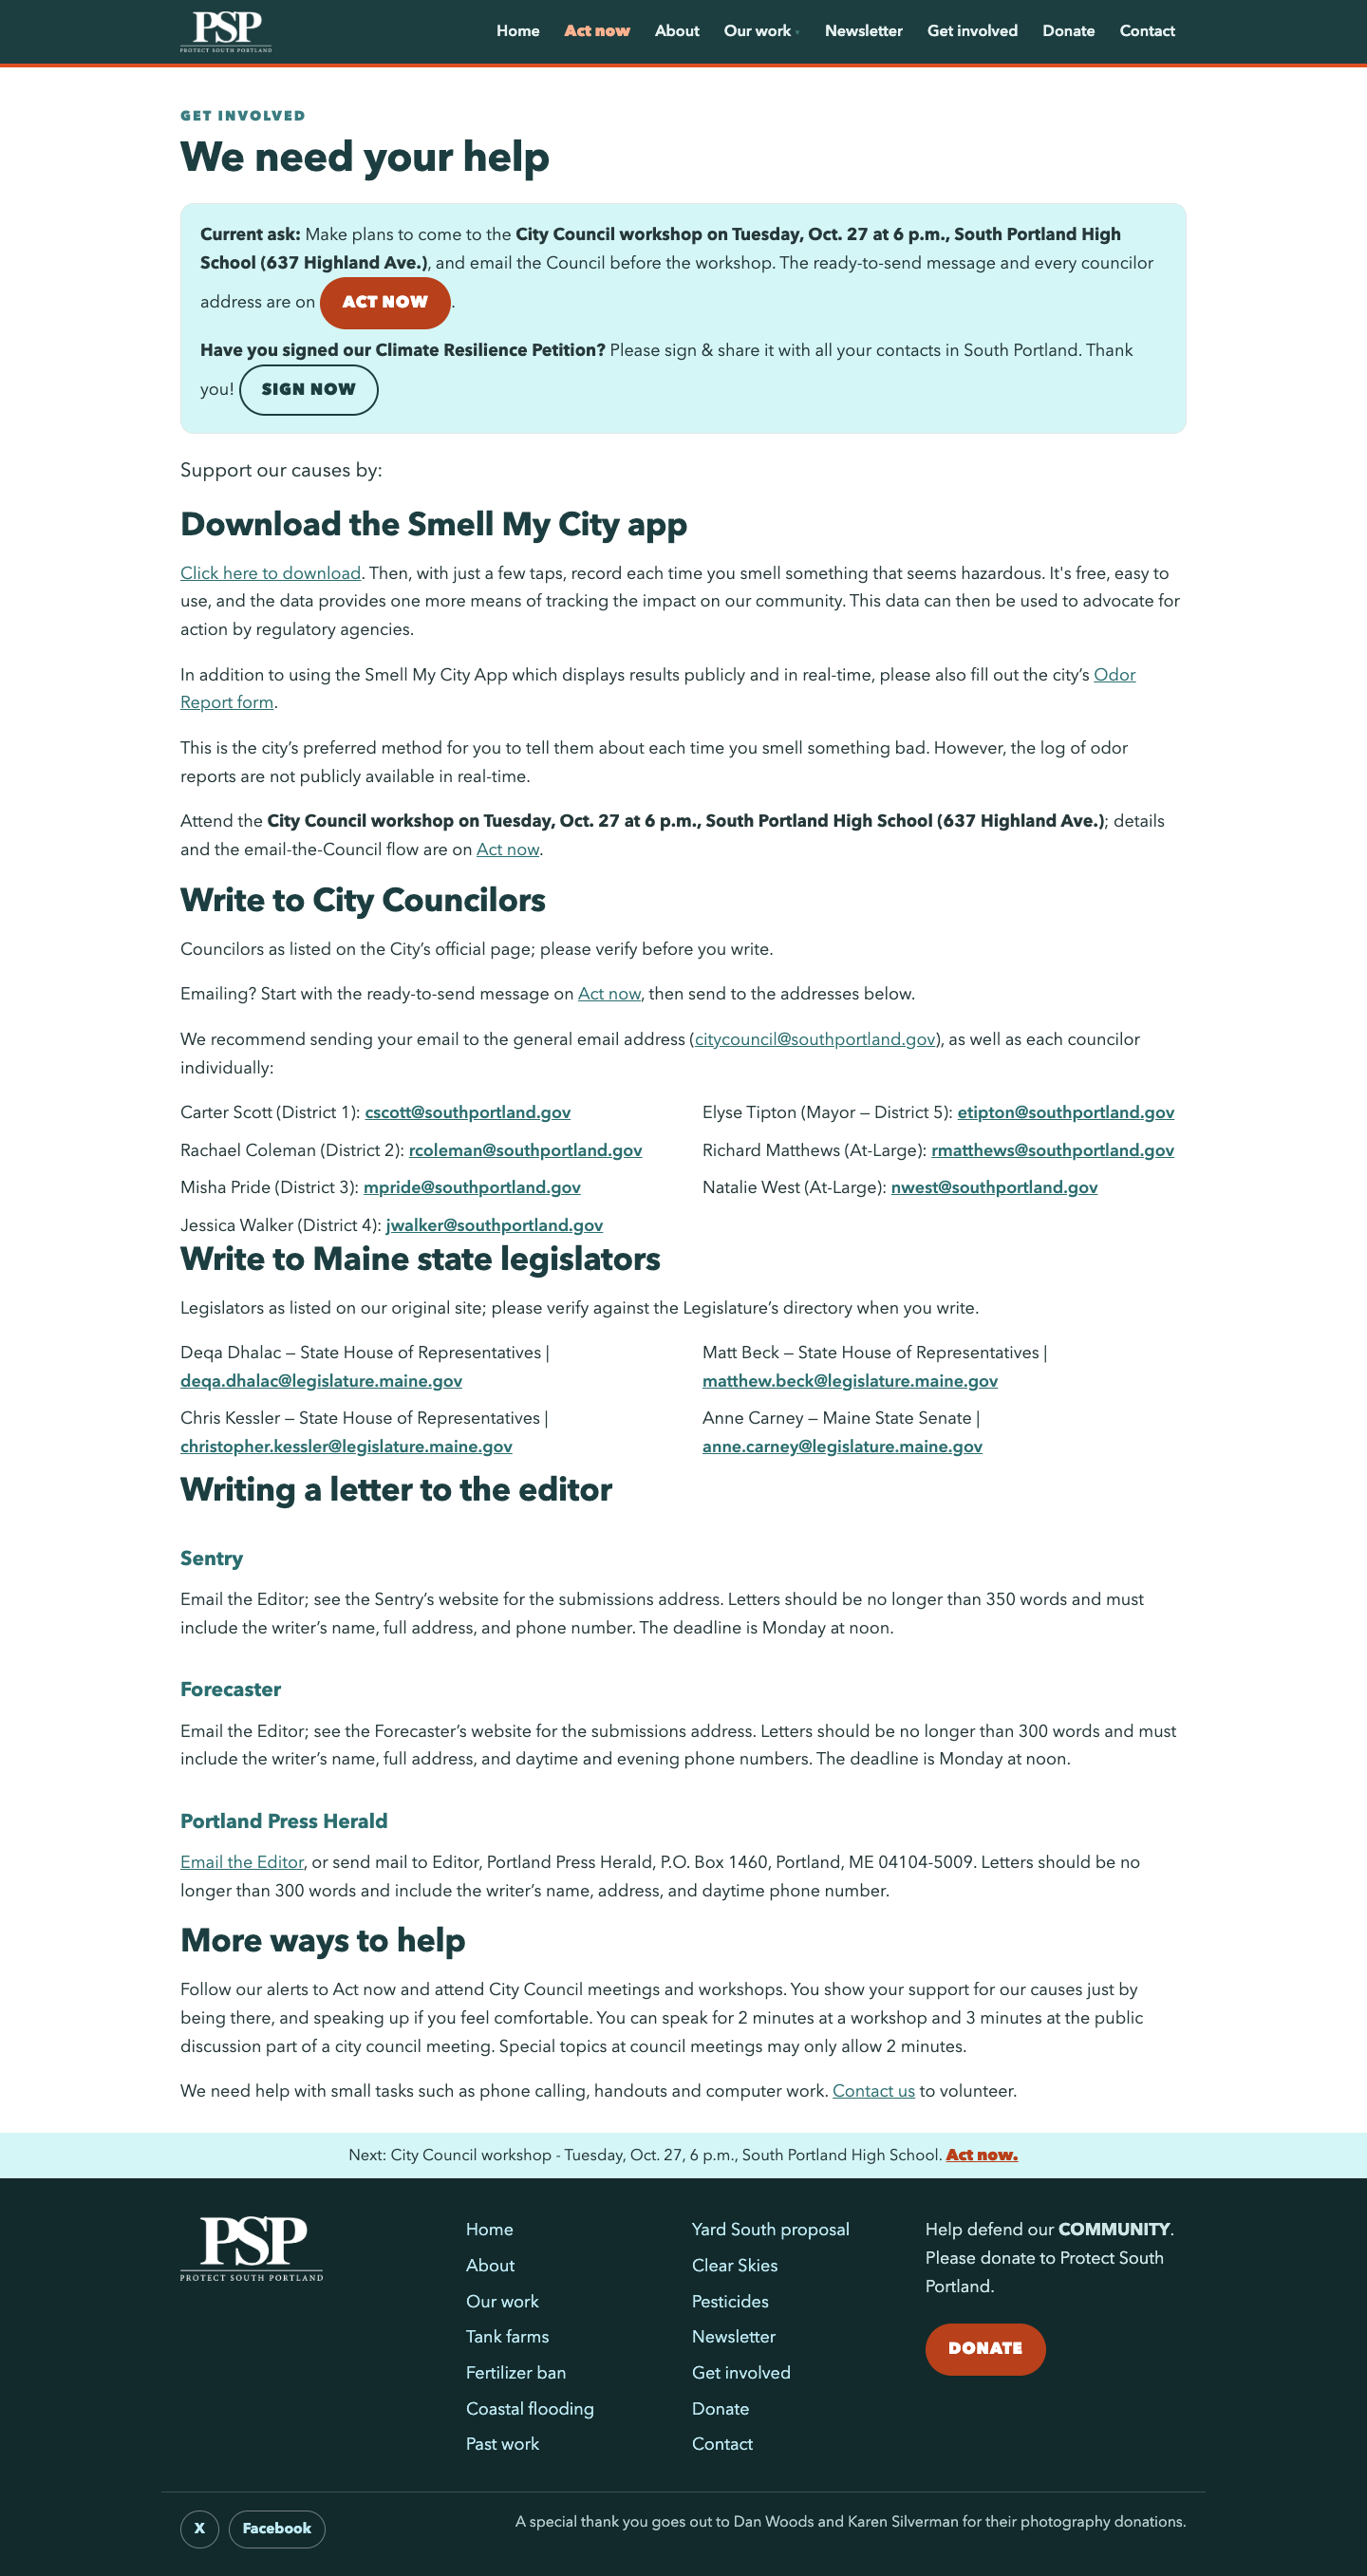 PSP
PROTECT SOUTH PORTLAND
Home
Act now
About
Our work
Newsletter
Get involved
Donate
Contact
GET INVOLVED
We need your help
Current ask: Make plans to come to the City Council workshop on Tuesday, Oct. 27 at 6 p.m., South Portland High
School (637 Highland Ave.), and email the Council before the workshop. The ready-to-send message and every councilor
address are on ACT NOW.
Have you signed our Climate Resilience Petition? Please sign & share it with all your contacts in South Portland. Thank
you! SIGN NOW
Support our causes by:
Download the Smell My City app
Click here to download. Then, with just a few taps, record each time you smell something that seems hazardous. It's free, easy to
use, and the data provides one more means of tracking the impact on our community. This data can then be used to advocate for
action by regulatory agencies.
In addition to using the Smell My City App which displays results publicly and in real-time, please also fill out the city’s Odor
Report form.
This is the city’s preferred method for you to tell them about each time you smell something bad. However, the log of odor
reports are not publicly available in real-time.
Attend the City Council workshop on Tuesday, Oct. 27 at 6 p.m., South Portland High School (637 Highland Ave.); details
and the email-the-Council flow are on Act now.
Write to City Councilors
Councilors as listed on the City’s official page; please verify before you write.
Emailing? Start with the ready-to-send message on Act now, then send to the addresses below.
We recommend sending your email to the general email address (citycouncil@southportland.gov), as well as each councilor
individually:
Carter Scott (District 1): cscott@southportland.gov
Rachael Coleman (District 2): rcoleman@southportland.gov
Misha Pride (District 3): mpride@southportland.gov
Jessica Walker (District 4): jwalker@southportland.gov
Elyse Tipton (Mayor – District 5): etipton@southportland.gov
Richard Matthews (At-Large): rmatthews@southportland.gov
Natalie West (At-Large): nwest@southportland.gov
Write to Maine state legislators
Legislators as listed on our original site; please verify against the Legislature’s directory when you write.
Deqa Dhalac – State House of Representatives |
deqa.dhalac@legislature.maine.gov
Chris Kessler – State House of Representatives |
christopher.kessler@legislature.maine.gov
Matt Beck – State House of Representatives |
matthew.beck@legislature.maine.gov
Anne Carney – Maine State Senate |
anne.carney@legislature.maine.gov
Writing a letter to the editor
Sentry
Email the Editor; see the Sentry’s website for the submissions address. Letters should be no longer than 350 words and must
include the writer’s name, full address, and phone number. The deadline is Monday at noon.
Forecaster
Email the Editor; see the Forecaster’s website for the submissions address. Letters should be no longer than 300 words and must
include the writer’s name, full address, and daytime and evening phone numbers. The deadline is Monday at noon.
Portland Press Herald
Email the Editor, or send mail to Editor, Portland Press Herald, P.O. Box 1460, Portland, ME 04104-5009. Letters should be no
longer than 300 words and include the writer’s name, address, and daytime phone number.
More ways to help
Follow our alerts to Act now and attend City Council meetings and workshops. You show your support for our causes just by
being there, and speaking up if you feel comfortable. You can speak for 2 minutes at a workshop and 3 minutes at the public
discussion part of a city council meeting. Special topics at council meetings may only allow 2 minutes.
We need help with small tasks such as phone calling, handouts and computer work. Contact us to volunteer.
Next: City Council workshop - Tuesday, Oct. 27, 6 p.m., South Portland High School. Act now.
PSP
PROTECT SOUTH PORTLAND
Home
About
Our work
Tank farms
Fertilizer ban
Coastal flooding
Past work
Yard South proposal
Clear Skies
Pesticides
Newsletter
Get involved
Donate
Contact
Help defend our COMMUNITY.
Please donate to Protect South
Portland.
DONATE
X
Facebook
A special thank you goes out to Dan Woods and Karen Silverman for their photography donations.